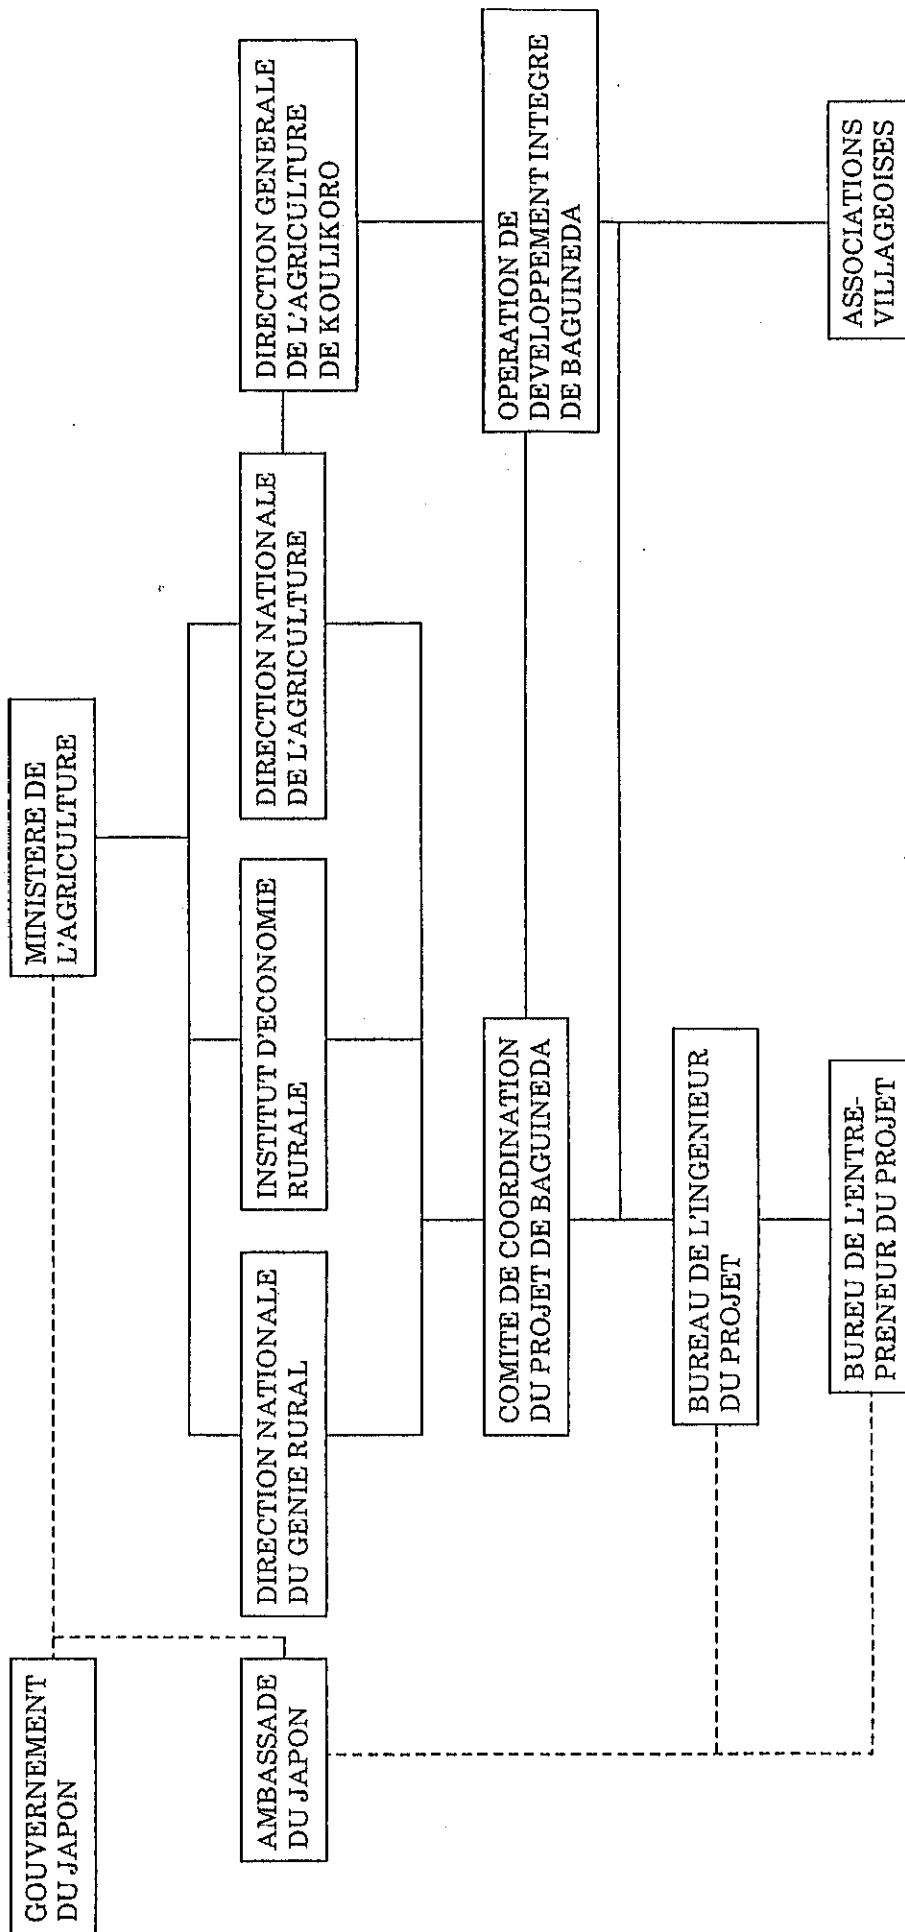 GOUVERNEMENT
DU JAPON
MINISTERE DE
L'AGRICULTURE
AMBASSADE
DU JAPON
DIRECTION NATIONALE
DU GENIE RURAL
INSTITUT D'ECONOMIE
RURALE
DIRECTION NATIONALE
DE L'AGRICULTURE
DIRECTION GENERALE
DE L'AGRICULTURE
DE KOULIKORO
COMITE DE COORDINATION
DU PROJET DE BAGUINEDA
OPERATION DE
DEVELOPPEMENT INTEGRE
DE BAGUINEDA
BUREAU DE L'INGENIEUR
DU PROJET
BUREU DE L'ENTRE-
PRENEUR DU PROJET
ASSOCIATIONS
VILLAGEOISES